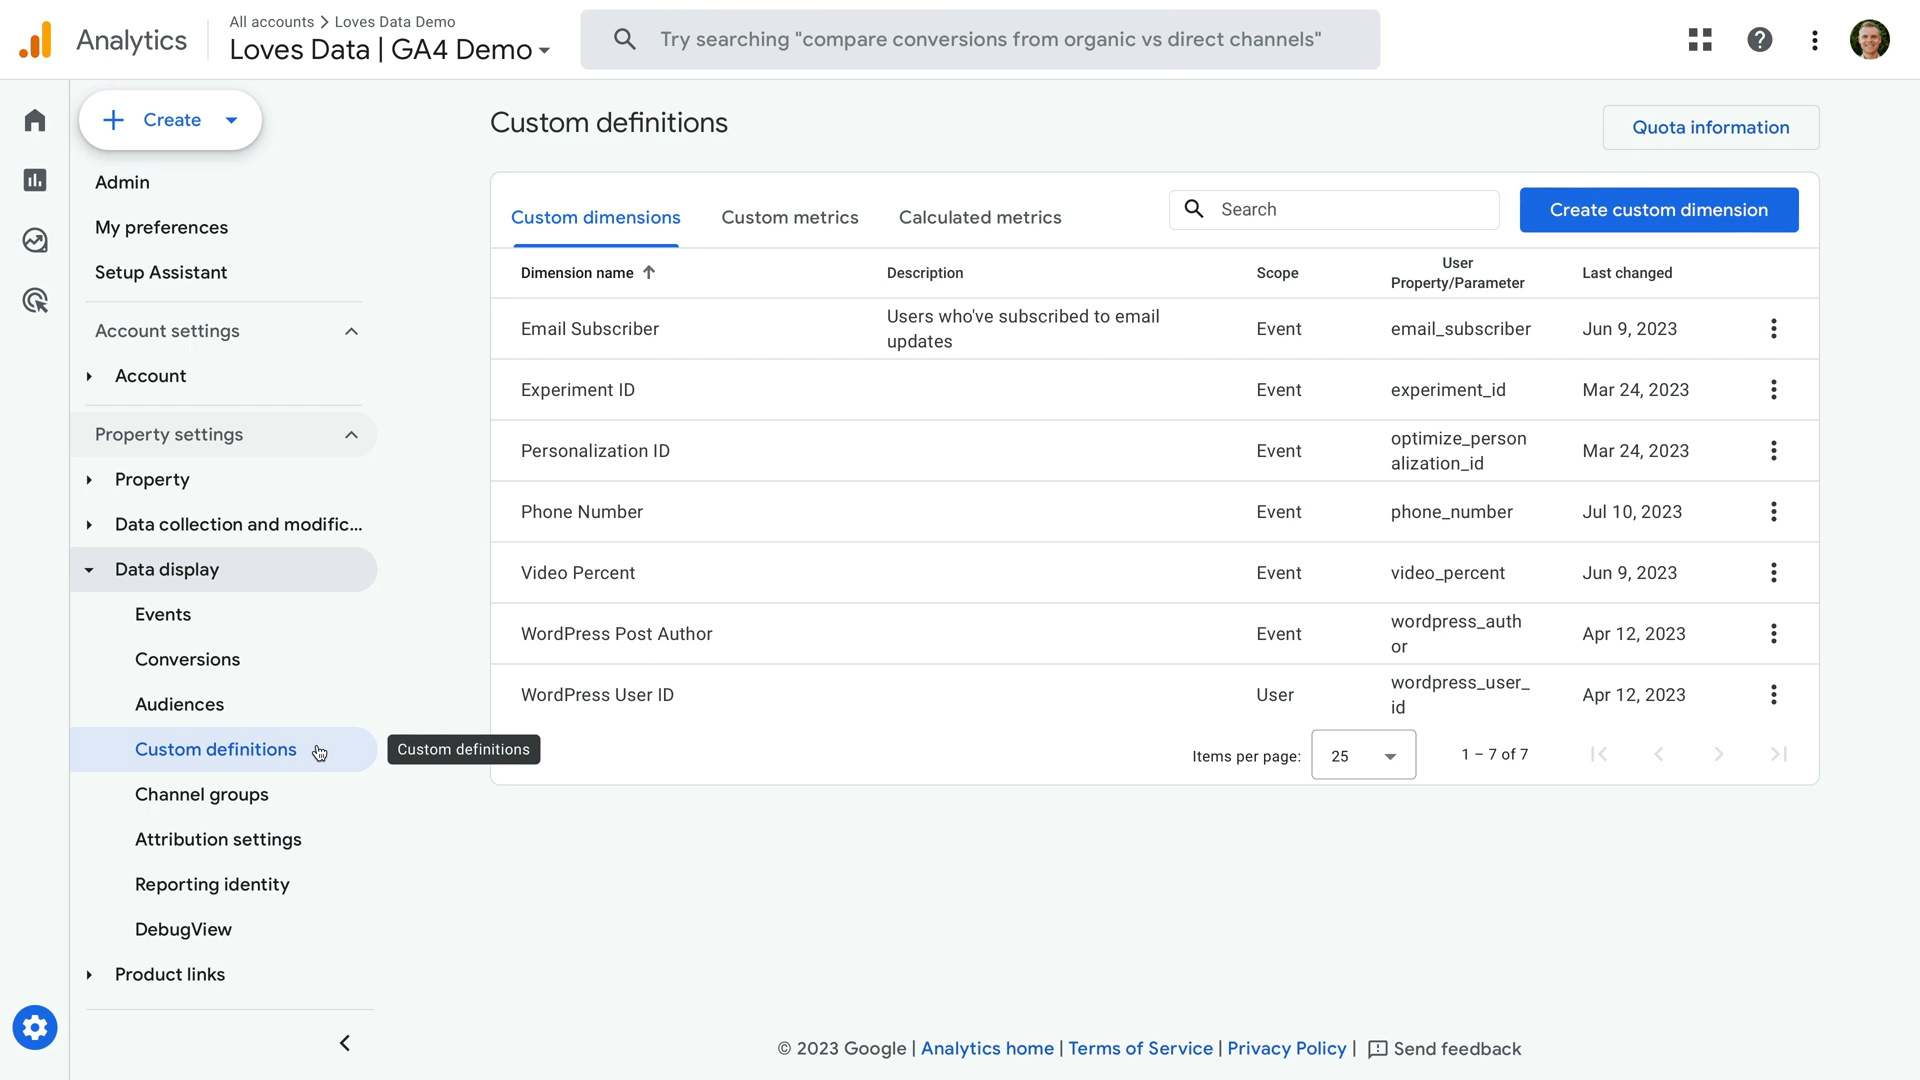 Analytics
All accounts > Loves Data Demo
Loves Data | GA4 Demo
Try searching "compare conversions from organic vs direct channels"
Create
Admin
My preferences
Setup Assistant
Account settings
Account
Property settings
Property
Data collection and modific...
Data display
Events
Conversions
Audiences
Custom definitions
Custom definitions
Channel groups
Attribution settings
Reporting identity
DebugView
Product links
Custom definitions
Quota information
Custom dimensions Custom metrics Calculated metrics
Search
Create custom dimension
Dimension name Description Scope User Property/Parameter Last changed
Email Subscriber Users who've subscribed to email
updates Event email_subscriber Jun 9, 2023
Experiment ID Event experiment_id Mar 24, 2023
Personalization ID Event optimize_person
alization_id Mar 24, 2023
Phone Number Event phone_number Jul 10, 2023
Video Percent Event video_percent Jun 9, 2023
WordPress Post Author Event wordpress_auth
or Apr 12, 2023
WordPress User ID User wordpress_user_
id Apr 12, 2023
Items per page: 25 1 – 7 of 7
© 2023 Google | Analytics home | Terms of Service | Privacy Policy | Send feedback